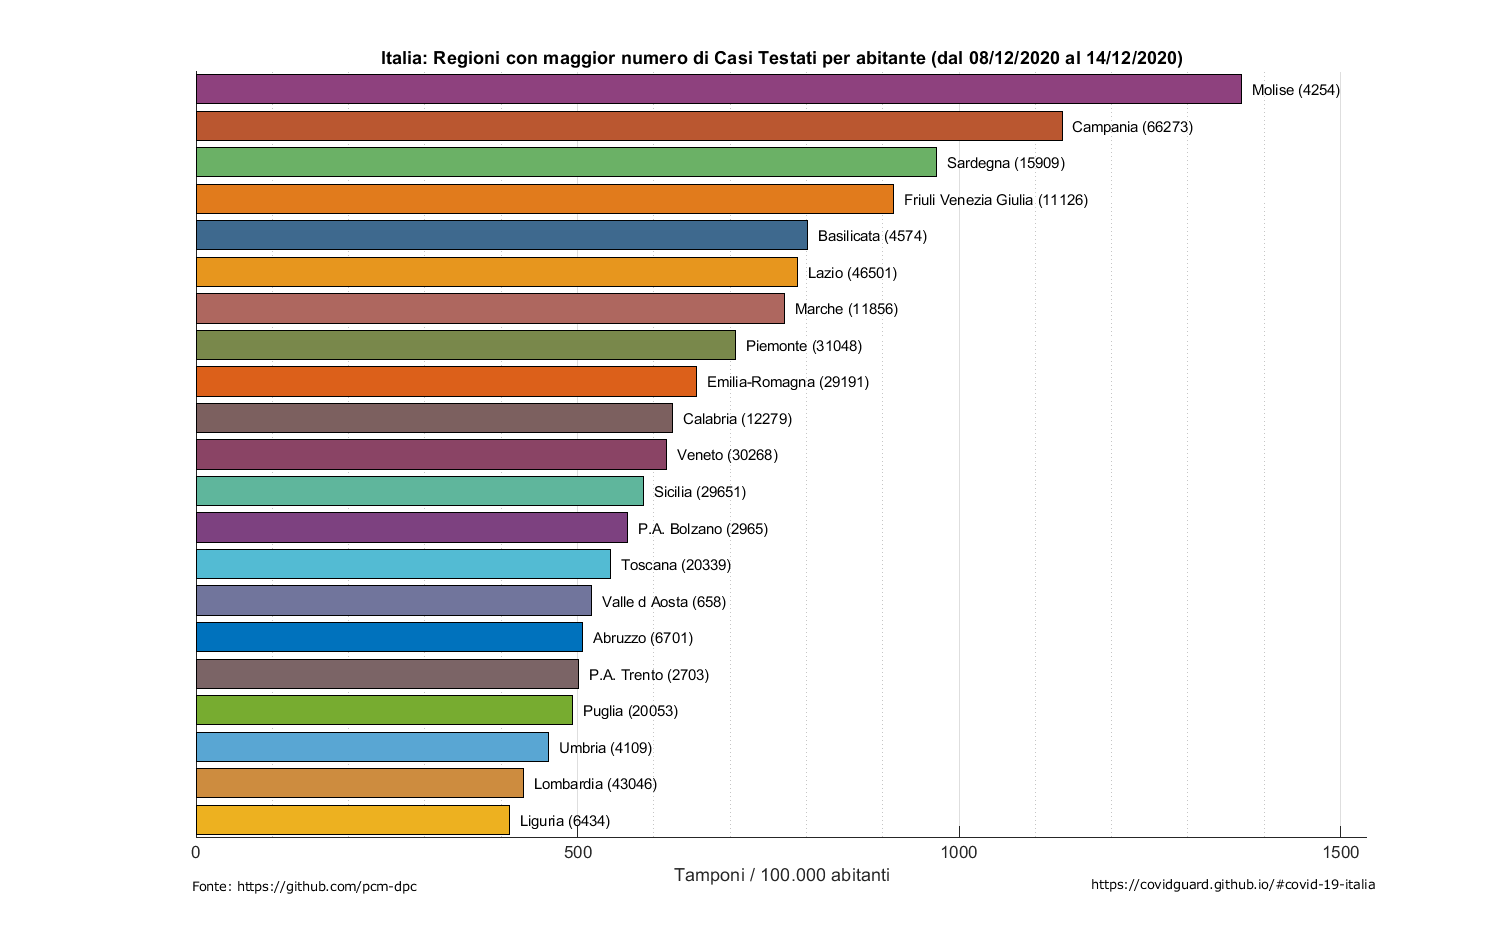 Italia: Regioni con maggior numero di Casi Testati per abitante (dal 08/12/2020 al 14/12/2020)
Molise (4254)
Campania (66273)
Sardegna (15909)
Friuli Venezia Giulia (11126)
Basilicata (4574)
Lazio (46501)
Marche (11856)
Piemonte (31048)
Emilia-Romagna (29191)
Calabria (12279)
Veneto (30268)
Sicilia (29651)
P.A. Bolzano (2965)
Toscana (20339)
Valle d Aosta (658)
Abruzzo (6701)
P.A. Trento (2703)
Puglia (20053)
Umbria (4109)
Lombardia (43046)
Liguria (6434)
0 500 1000 1500
Tamponi / 100.000 abitanti
Fonte: https://github.com/pcm-dpc
https://covidguard.github.io/#covid-19-italia